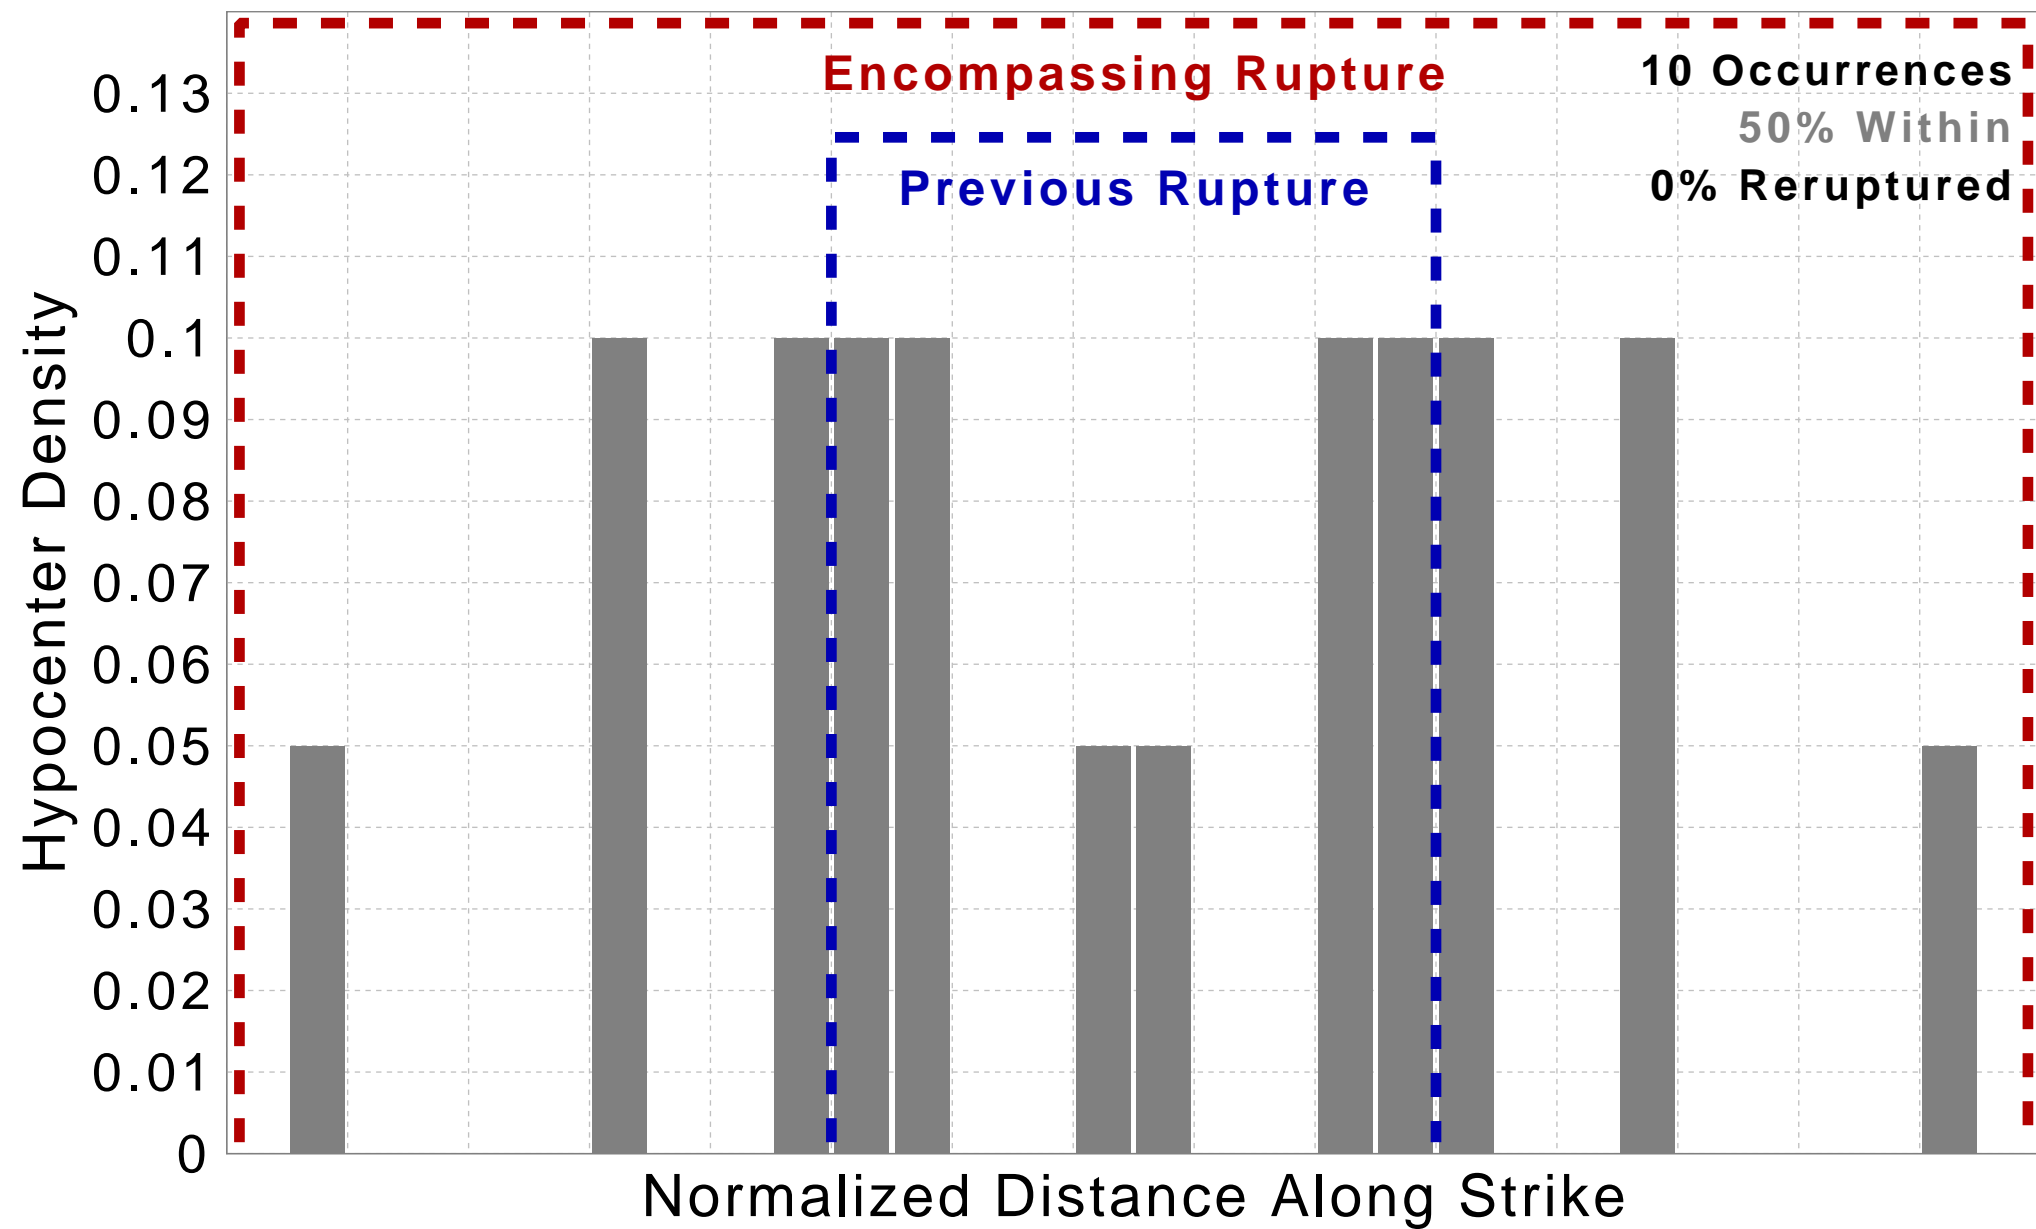 Encompassing Rupture
10 Occurrences
50% Within
Previous Rupture
0% Reruptured
Hypocenter Density
0.13
0.12
0.11
0.1
0.09
0.08
0.07
0.06
0.05
0.04
0.03
0.02
0.01
0
Normalized Distance Along Strike